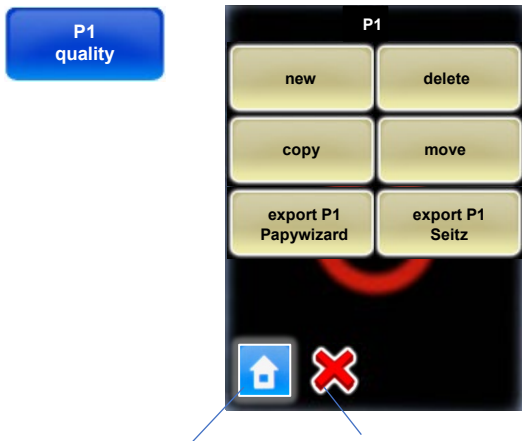 P1
quality
P1
new
delete
copy
move
export P1
Papywizard
export P1
Seitz